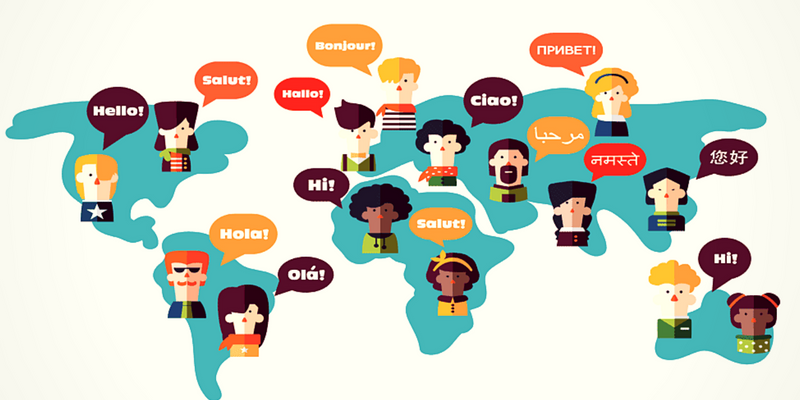 Bonjour!
ПРИВЕТ!
Salut!
Hallo!
Hello!
Ciao!
مرحبا
नमस्ते
您好
Hi!
Salut!
Hola!
Olá!
Hi!